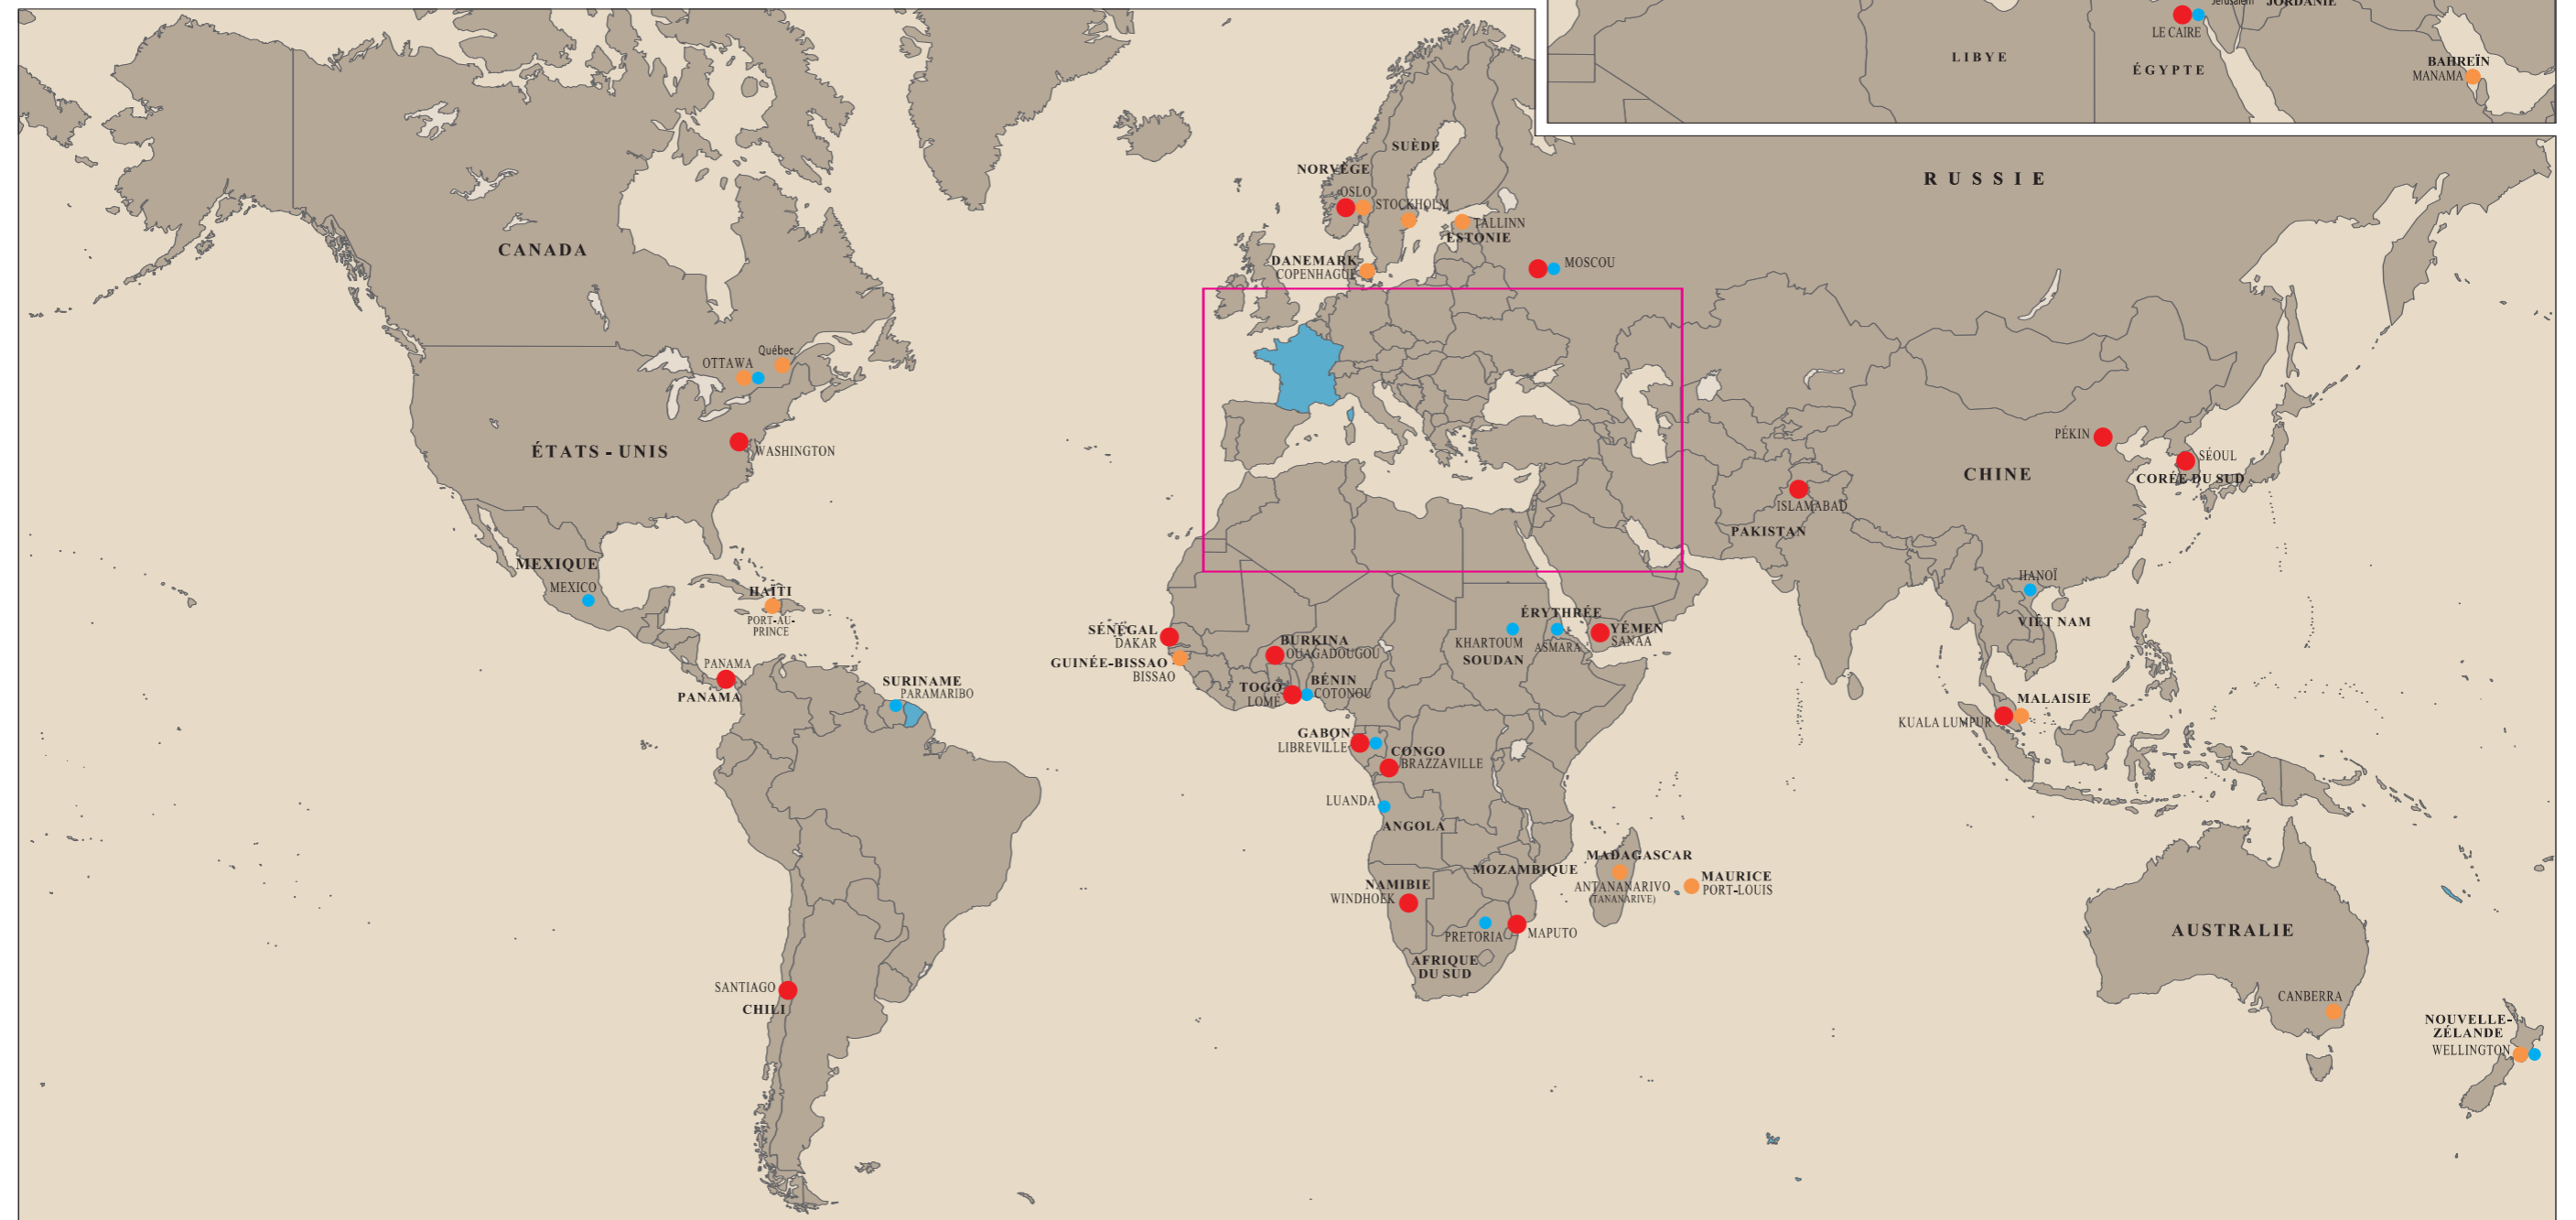 Jérusalem
JORDANIE
LE CAIRE
LIBYE
ÉGYPTE
BAHREÏN
MANAMA
SUÈDE
NORVÈGE
OSLO
STOCKHOLM
TALLINN
ESTONIE
RUSSIE
CANADA
DANEMARK
COPENHAGUE
MOSCOU
Québec
OTTAWA
ÉTATS-UNIS
WASHINGTON
PÉKIN
SÉOUL
CORÉE DU SUD
CHINE
ISLAMABAD
PAKISTAN
MEXIQUE
MEXICO
HAÏTI
PORT-AU-
PRINCE
HANOÏ
VIÊT NAM
SÉNÉGAL
DAKAR
GUINÉE-BISSAO
BISSAO
BURKINA
OUAGADOUGOU
ÉRYTHRÉE
KHARTOUM
ASMARA
SOUDAN
YÉMEN
SANAA
PANAMA
PANAMA
SURINAME
PARAMARIBO
TOGO
LOMÉ
BÉNIN
COTONOU
MALAISIE
KUALA LUMPUR
GABON
LIBREVILLE
CONGO
BRAZZAVILLE
LUANDA
ANGOLA
MOZAMBIQUE
MADAGASCAR
ANTANANARIVO
(TANANARIVE)
MAURICE
PORT-LOUIS
NAMIBIE
WINDHOEK
PRETORIA
MAPUTO
AFRIQUE
DU SUD
AUSTRALIE
SANTIAGO
CHILI
CANBERRA
NOUVELLE-
ZÉLANDE
WELLINGTON